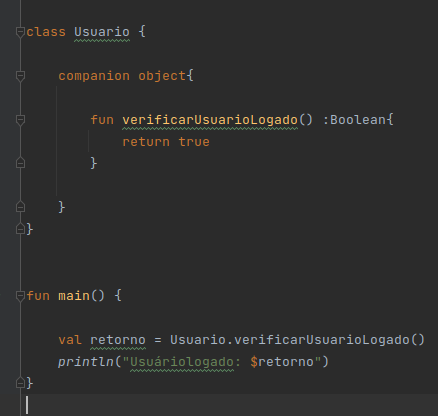 class Usuario {
companion object{
fun verificarUsuarioLogado() :Boolean{
return true
}
}
}
fun main() {
val retorno = Usuario.verificarUsuarioLogado()
println("Usuáriologado: $retorno")
}